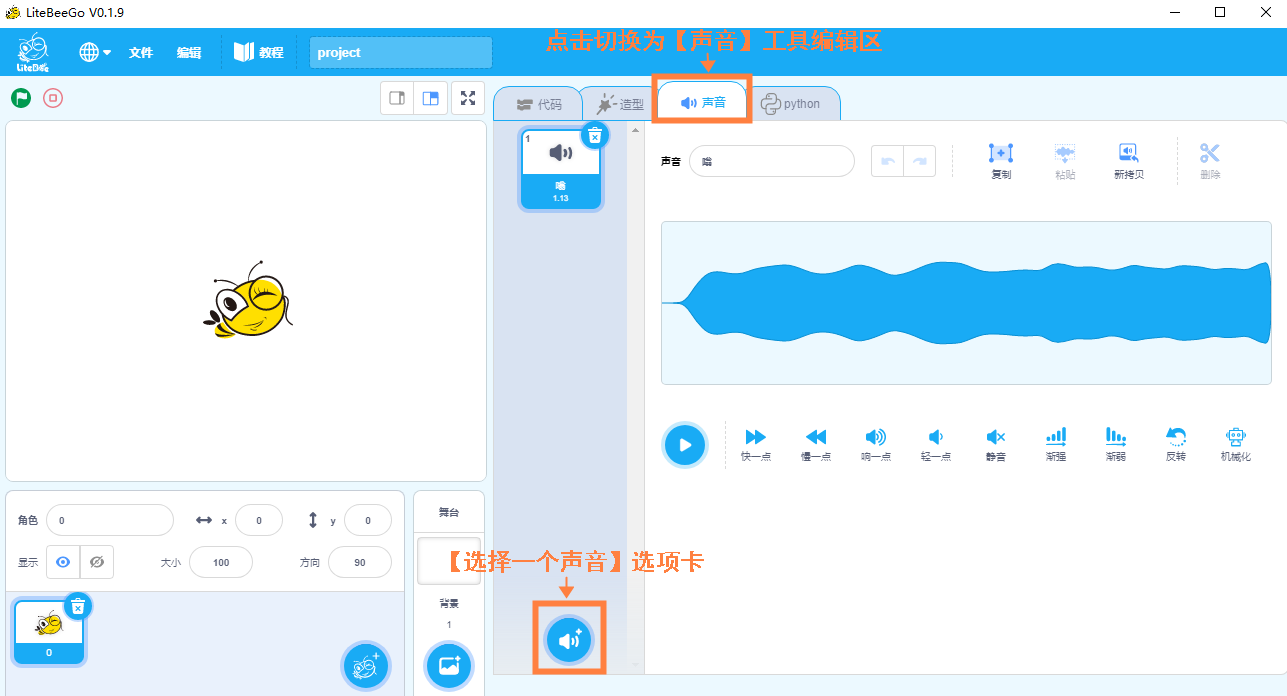 LiteBeeGo V0.1.9
LiteBee
文件
编辑
教程
project
点击切换为【声音】工具编辑区
代码
造型
声音
python
1
嗡
1.13
声音
嗡
复制
粘贴
新拷贝
删除
快一点
慢一点
响一点
轻一点
静音
渐强
渐弱
反转
机械化
角色
0
x
0
y
0
显示
大小
100
方向
90
0
舞台
背景
1
【选择一个声音】选项卡